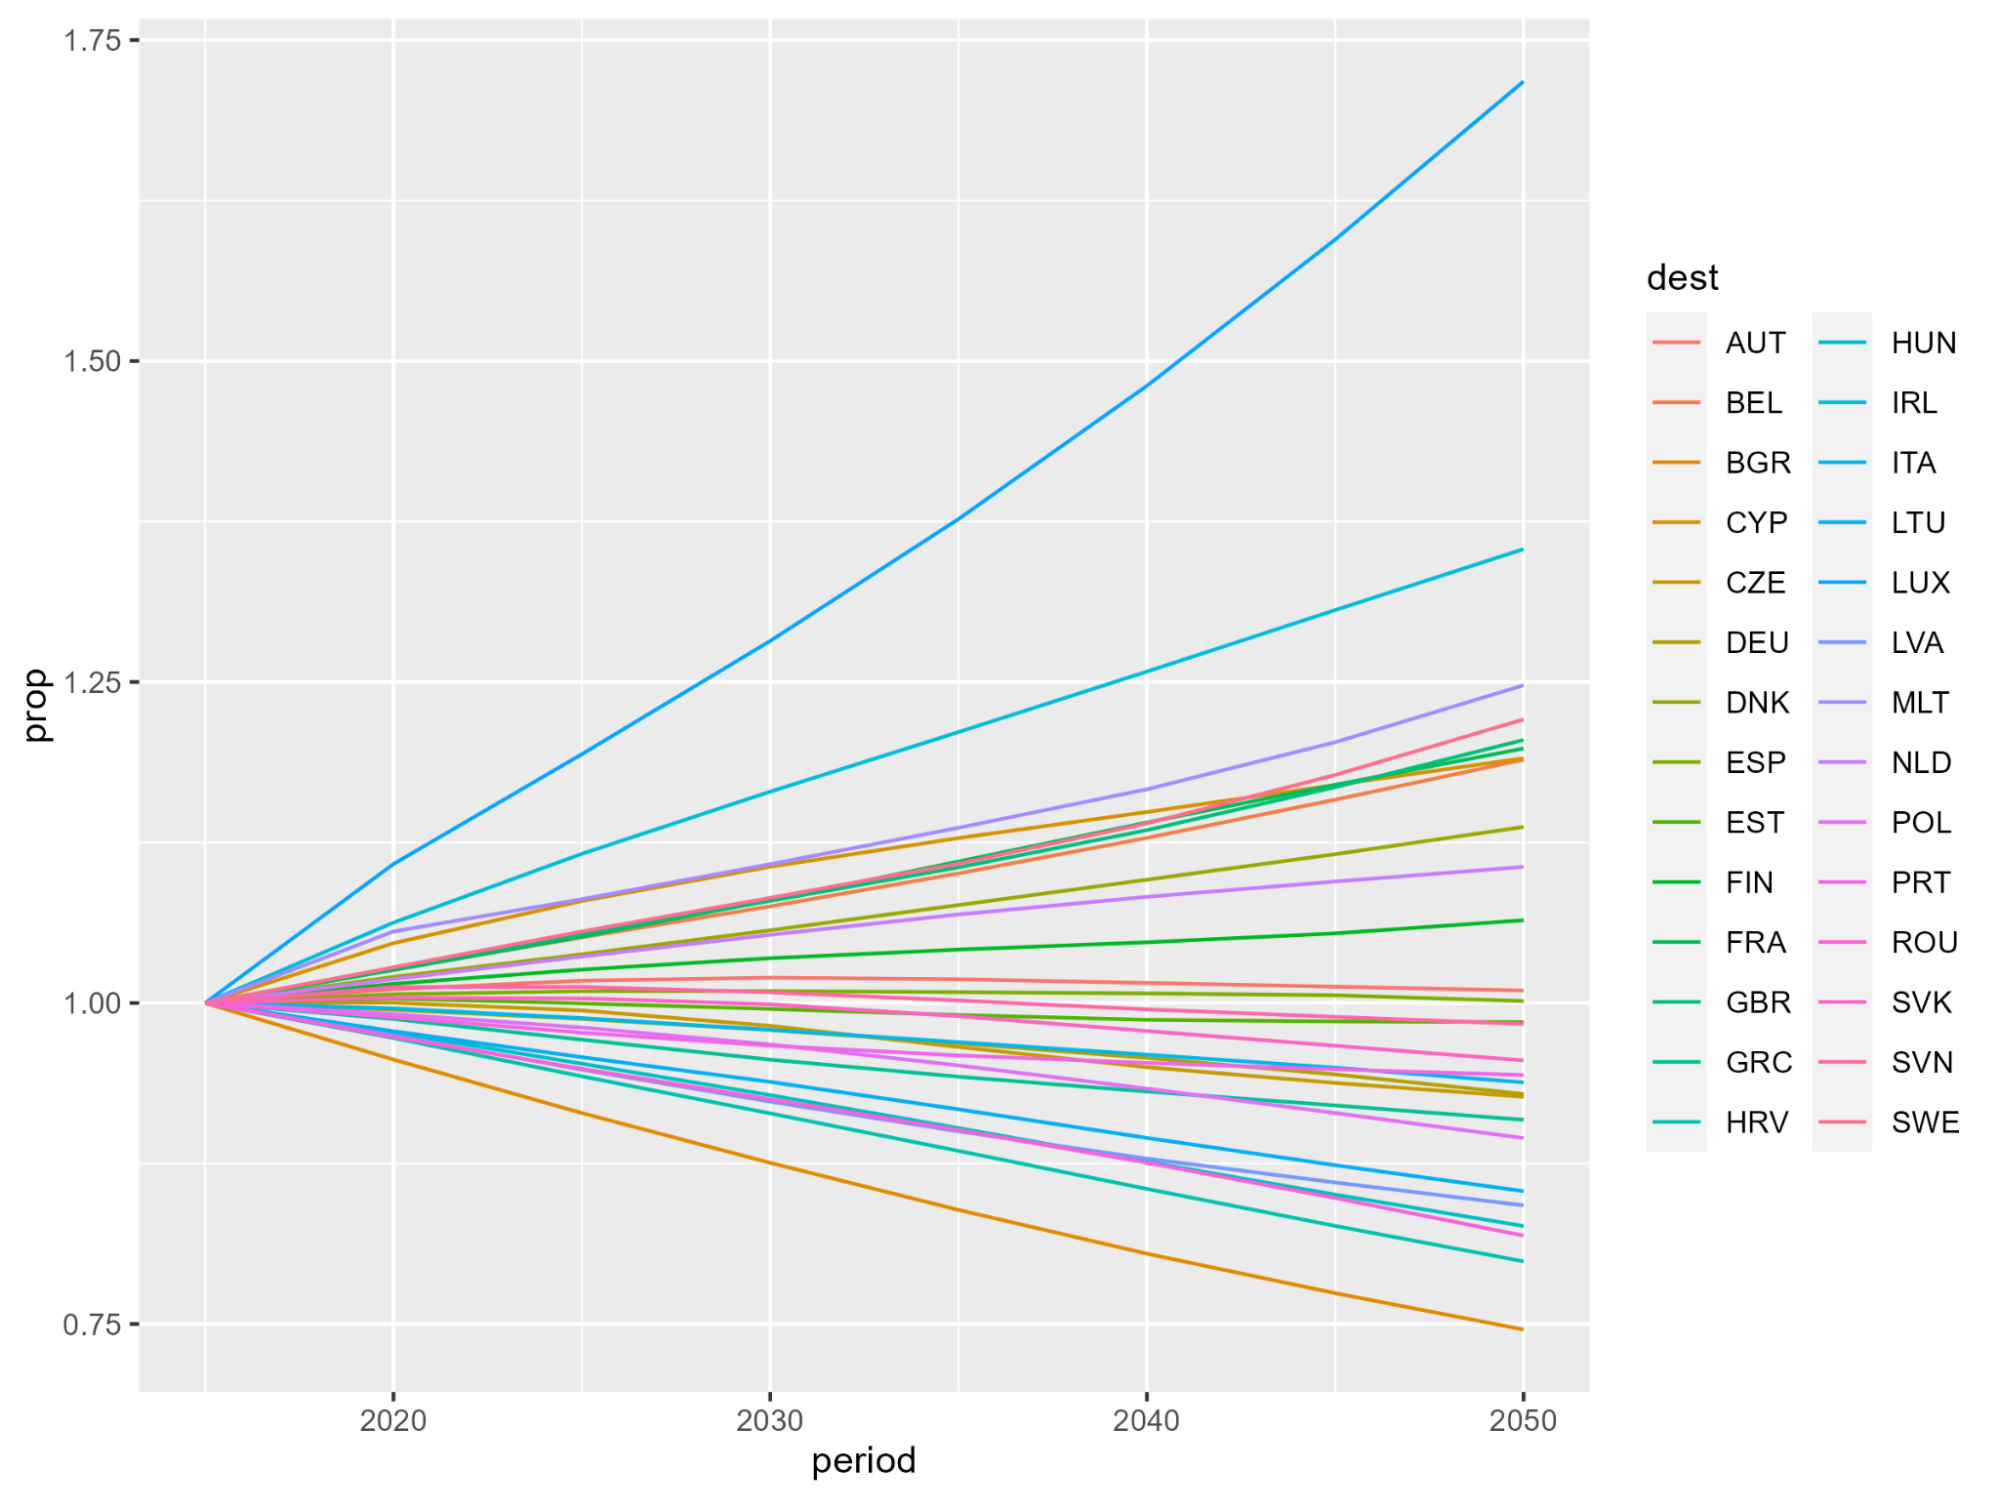 1.75
1.50
1.25
1.00
0.75
prop
2020 2030 2040 2050
period
dest
AUT HUN
BEL IRL
BGR ITA
CYP LTU
CZE LUX
DEU LVA
DNK MLT
ESP NLD
EST POL
FIN PRT
FRA ROU
GBR SVK
GRC SVN
HRV SWE